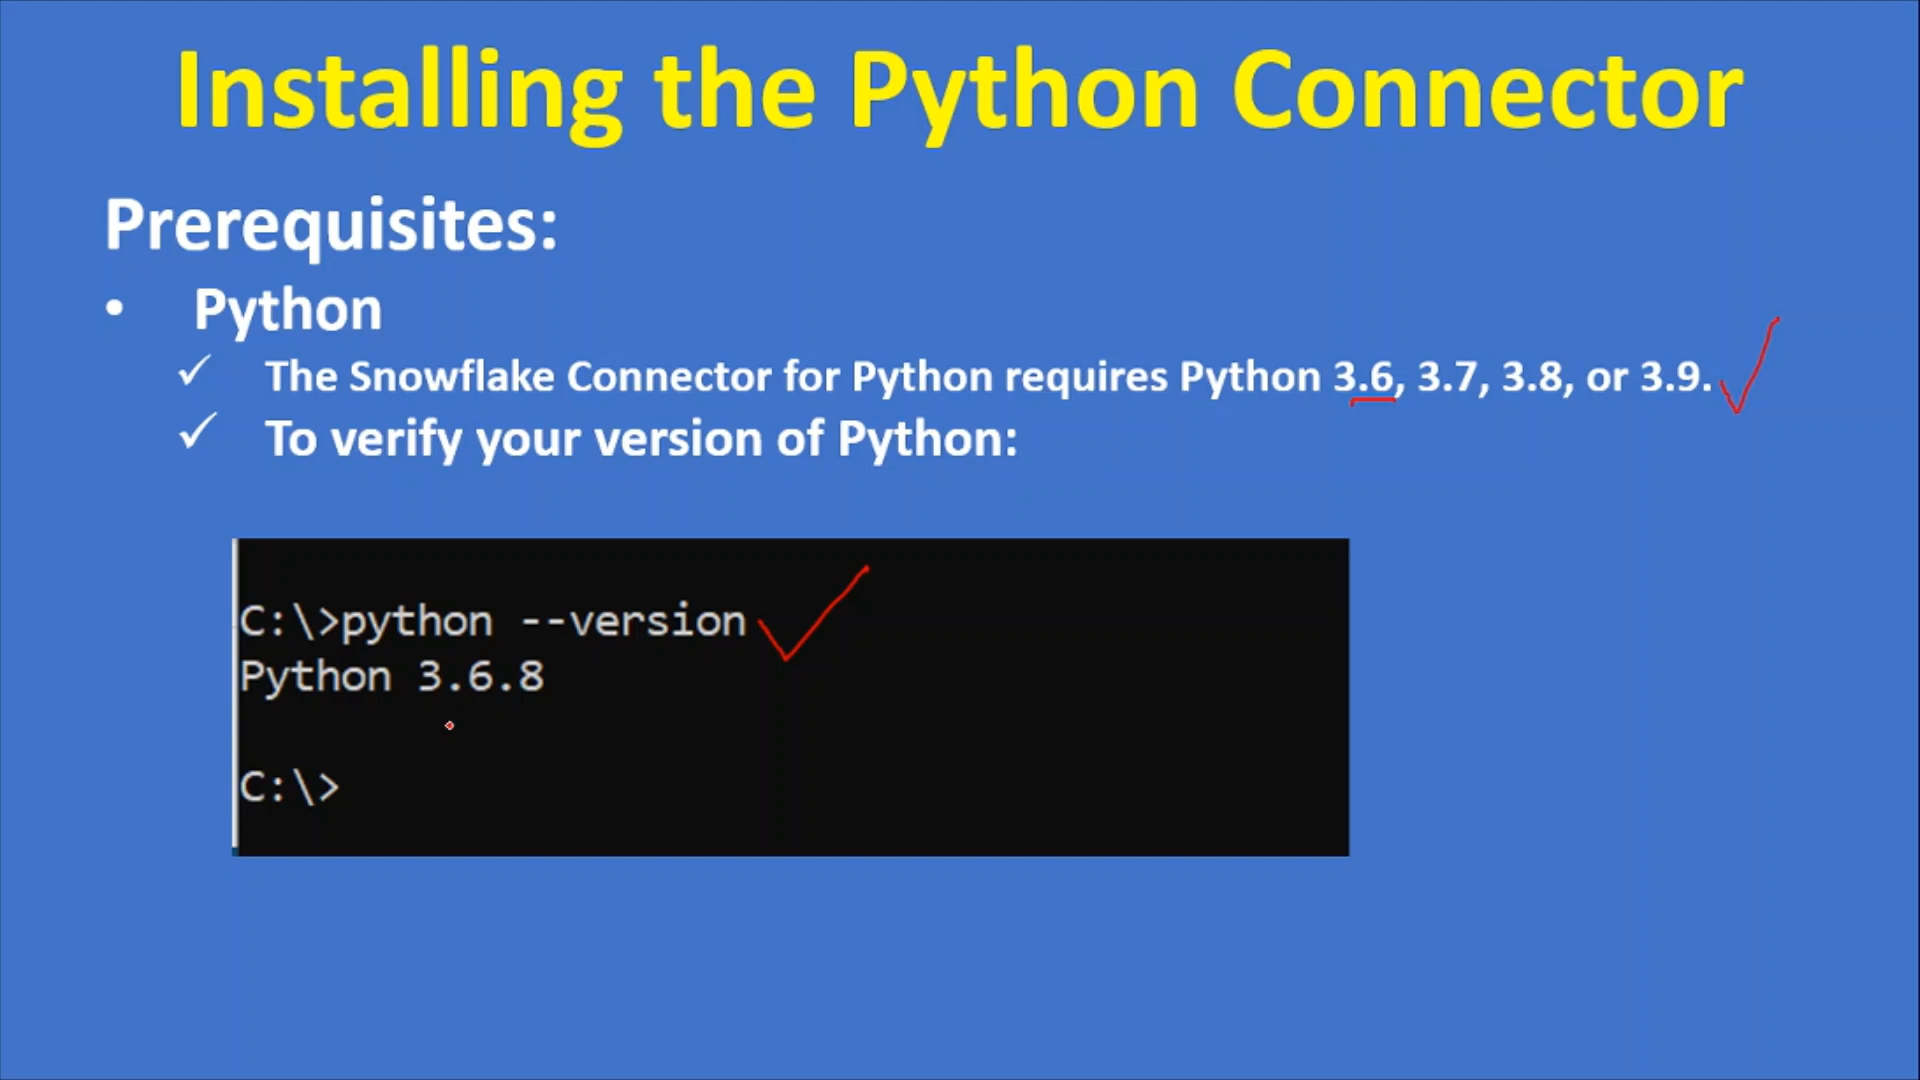 Installing the Python Connector
Prerequisites:
• Python
✓ The Snowflake Connector for Python requires Python 3.6, 3.7, 3.8, or 3.9.
✓ To verify your version of Python:
C:\>python --version
Python 3.6.8
C:\>